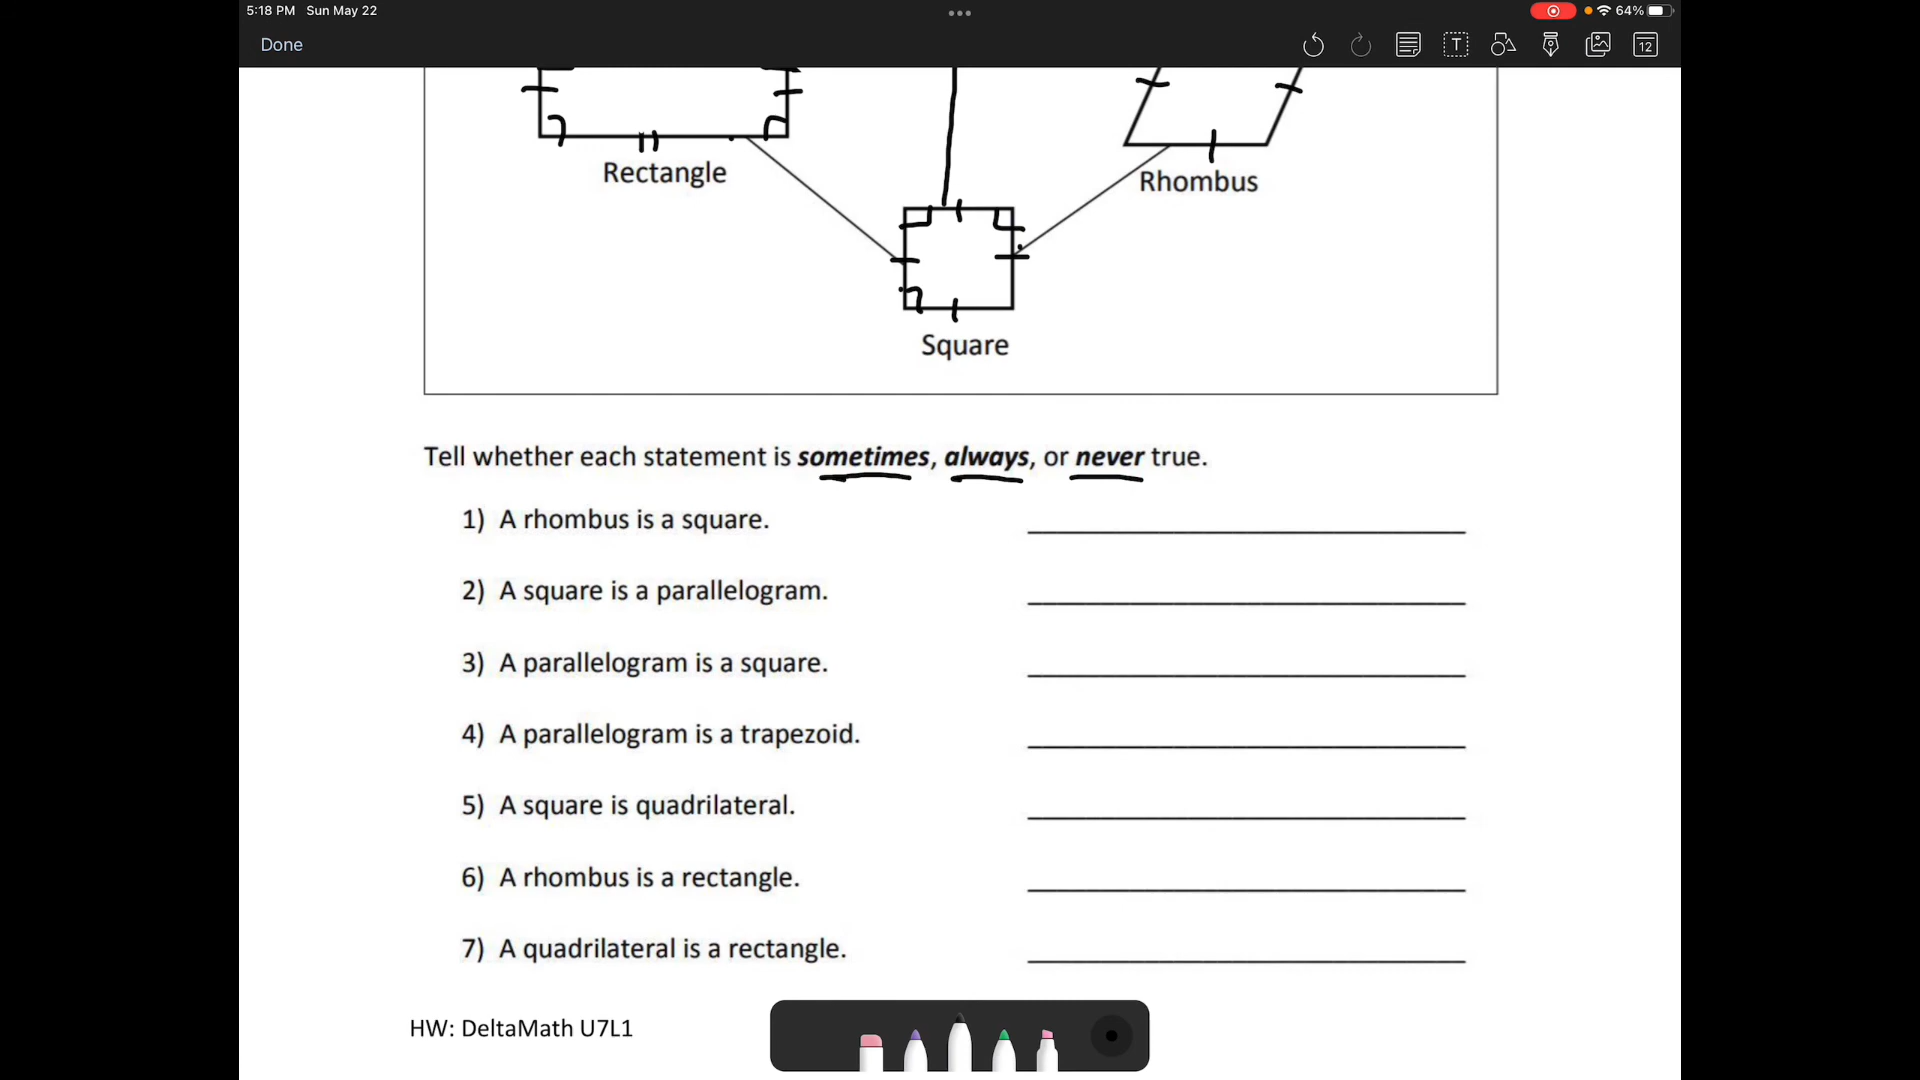 5:18 PM Sun May 22
64%
Done
T
12
Rectangle
Rhombus
Square
Tell whether each statement is sometimes, always, or never true.
1) A rhombus is a square.
2) A square is a parallelogram.
3) A parallelogram is a square.
4) A parallelogram is a trapezoid.
5) A square is quadrilateral.
6) A rhombus is a rectangle.
7) A quadrilateral is a rectangle.
HW: DeltaMath U7L1